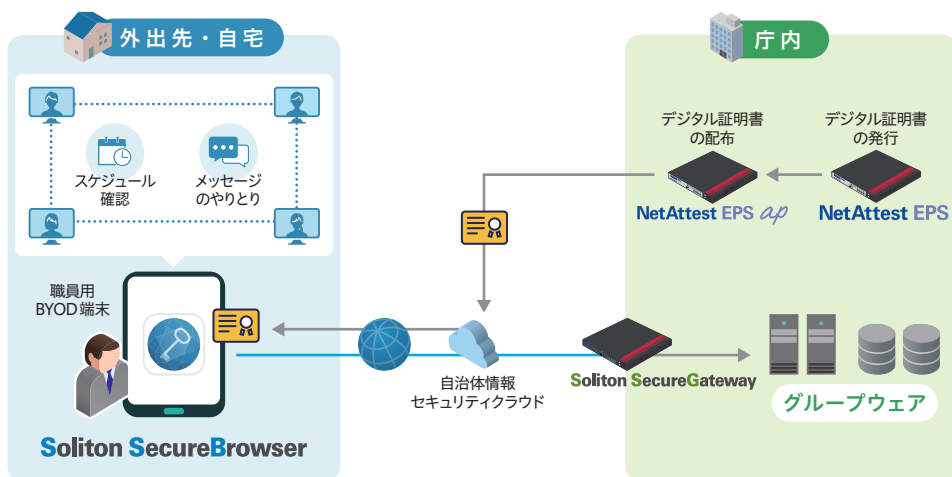 外出先・自宅
スケジュール
確認
メッセージ
のやりとり
職員用
BYOD端末
Soliton SecureBrowser
自治体情報
セキュリティクラウド
Soliton SecureGateway
庁内
デジタル証明書
の配布
デジタル証明書
の発行
NetAttest EPS ap
NetAttest EPS
グループウェア